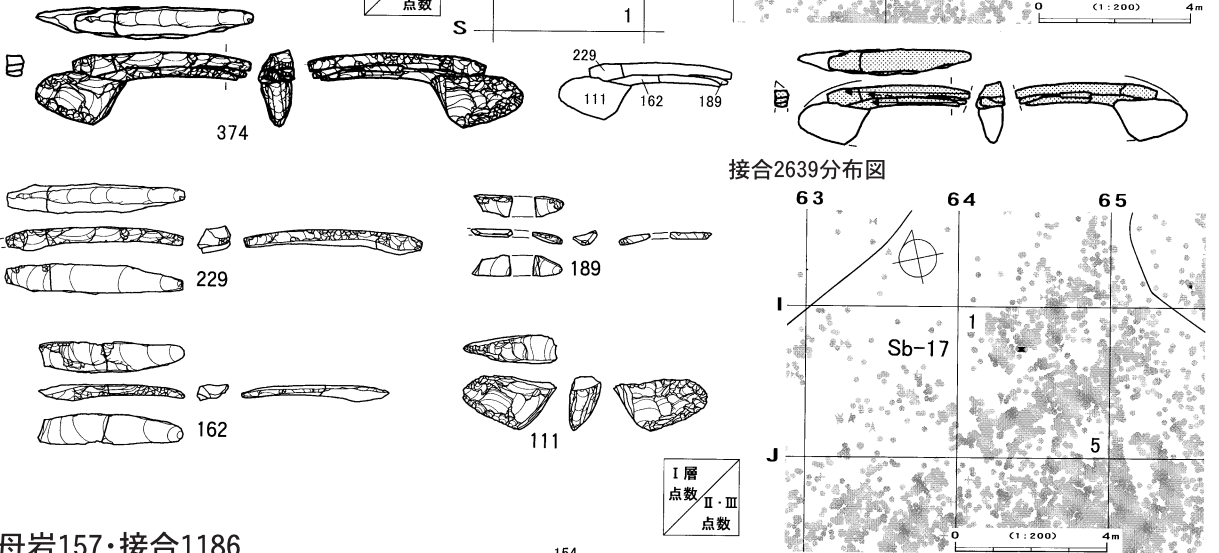 点数
S
1
0 (1:200) 4m
374
229
111
162
189
接合2639分布図
63 64 65
I
1
Sb-17
5
J
229
189
162
111
I層
点数
II・III
点数
0 (1:200) 4m
母岩157・接合1186
154